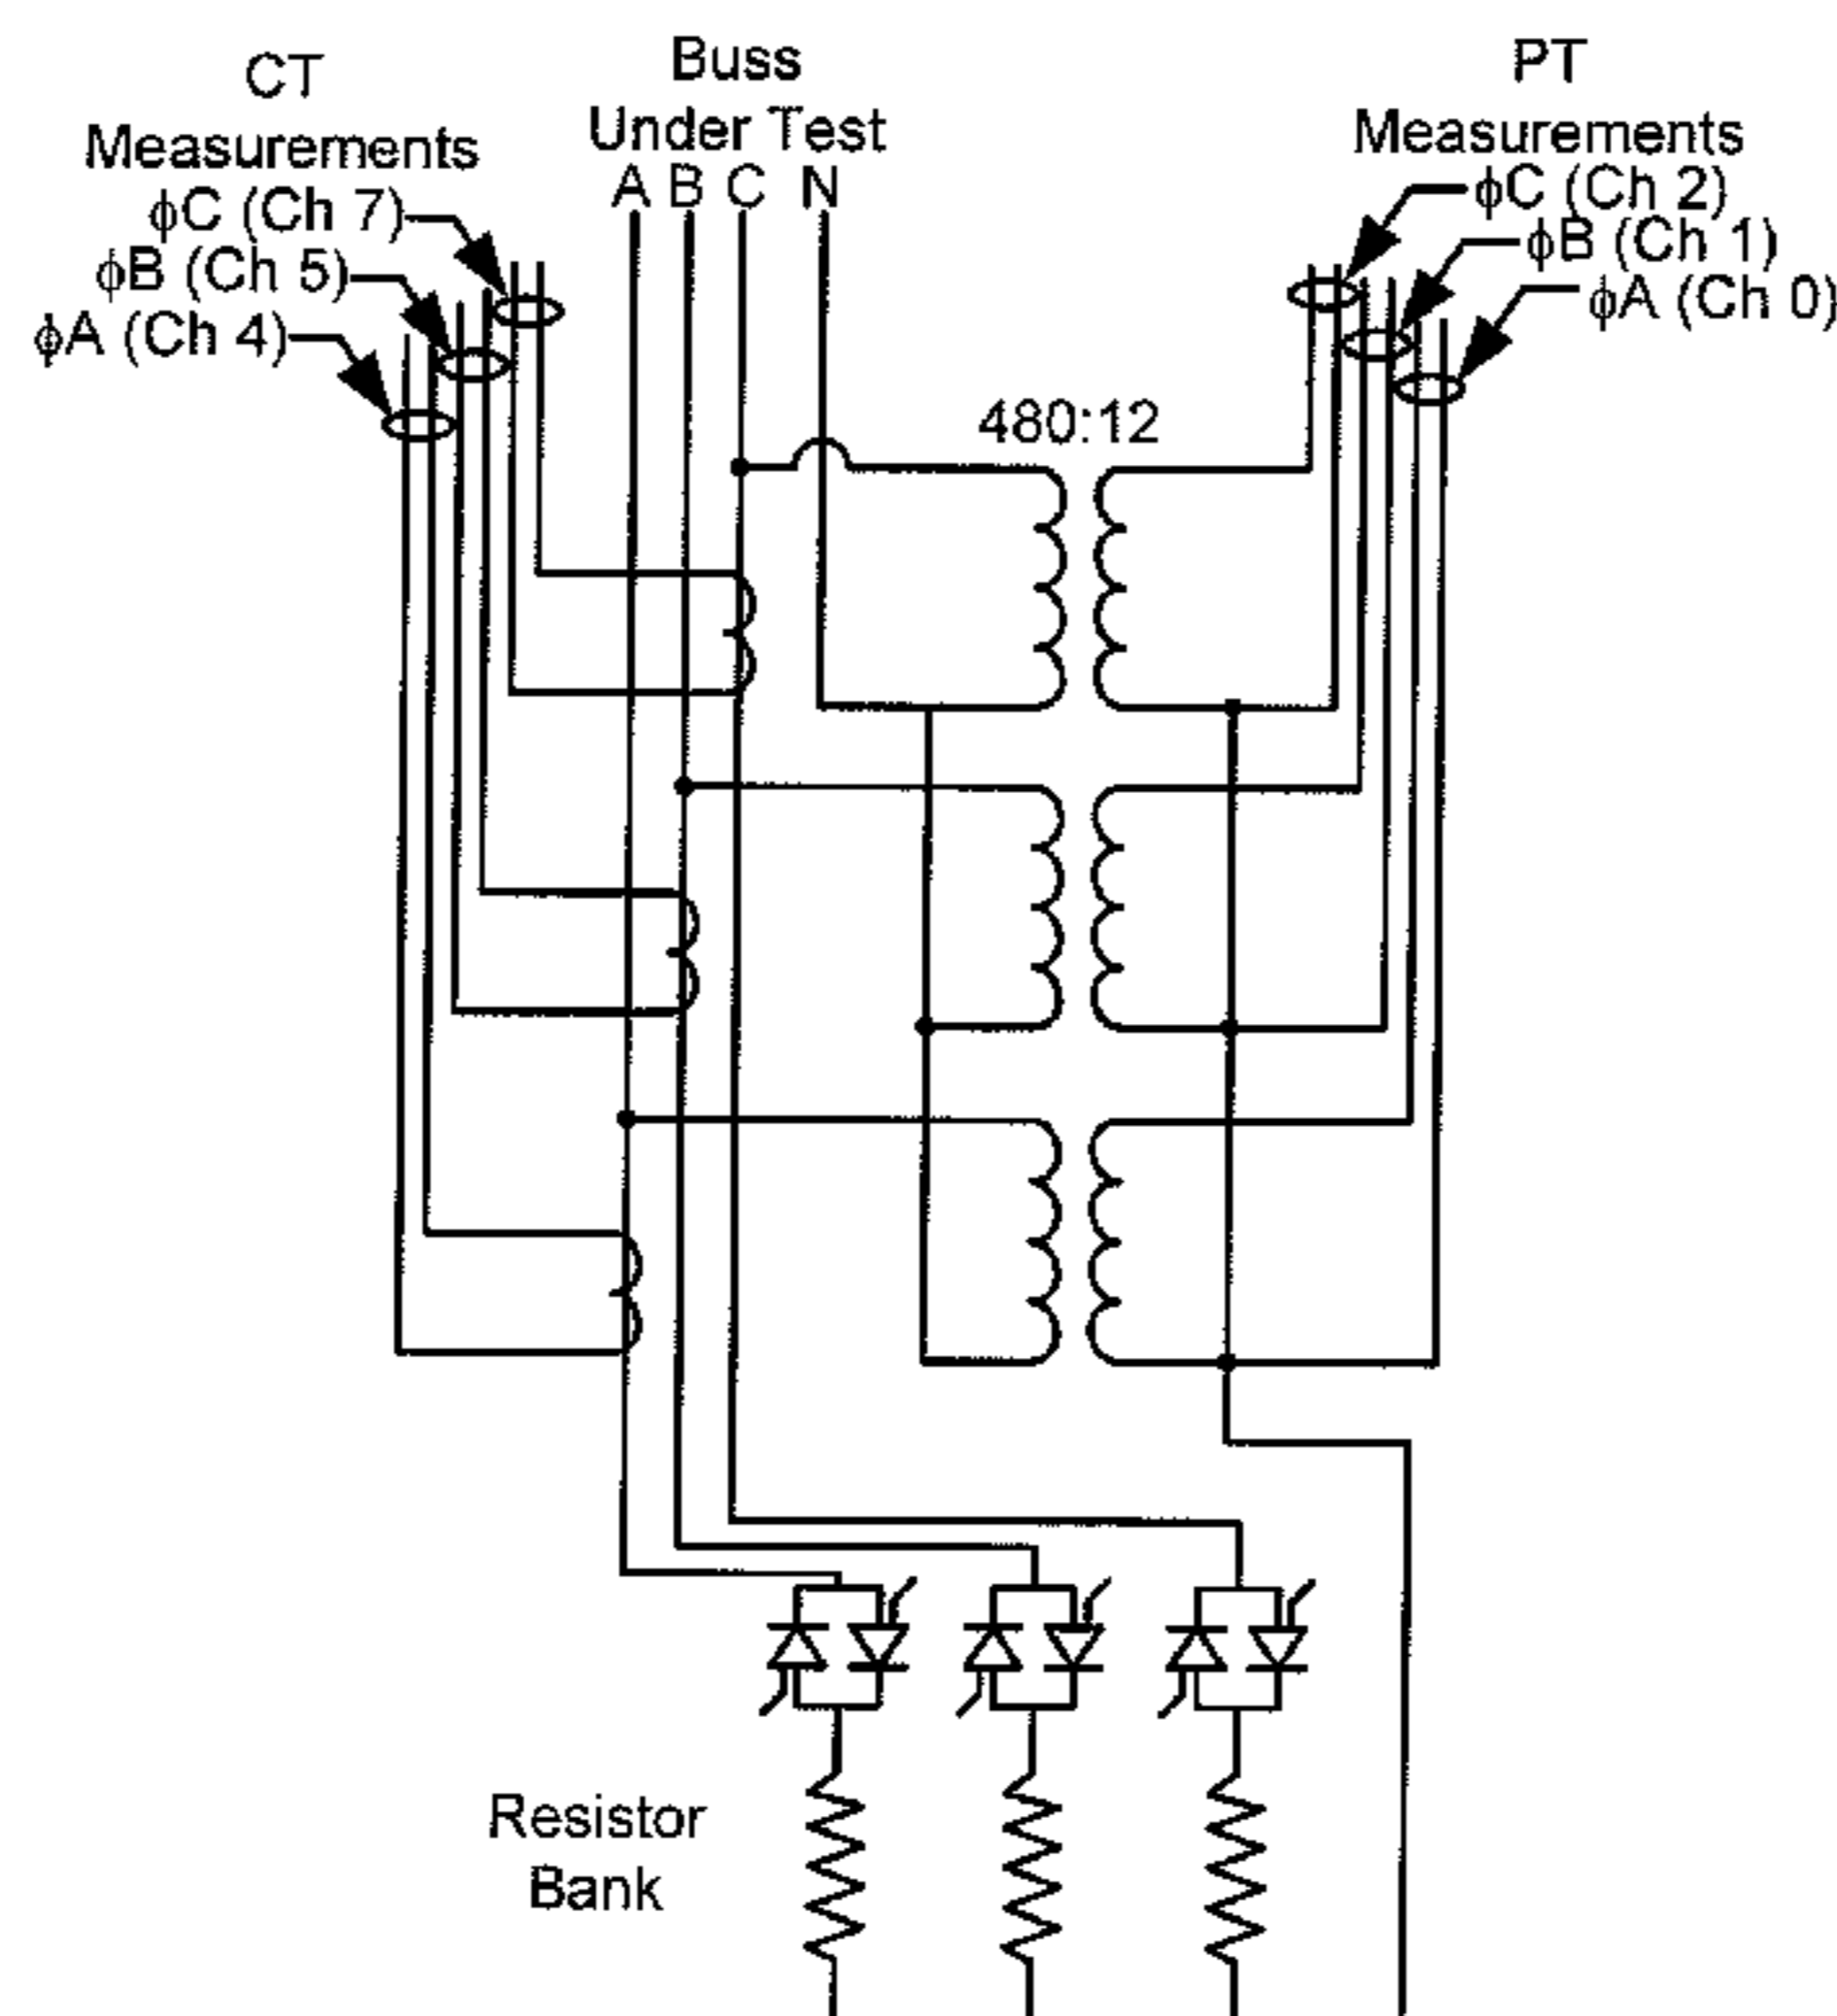 CT
Measurements
ϕC (Ch 7)
ϕB (Ch 5)
ϕA (Ch 4)
Buss
Under Test
A B C N
PT
Measurements
ϕC (Ch 2)
ϕB (Ch 1)
ϕA (Ch 0)
480:12
Resistor
Bank